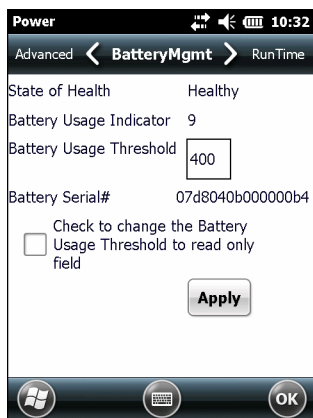 Power 10:32
Advanced BatteryMgmt RunTime
State of Health Healthy
Battery Usage Indicator 9
Battery Usage Threshold 400
Battery Serial# 07d8040b000000b4
Check to change the Battery
Usage Threshold to read only
field
Apply
OK